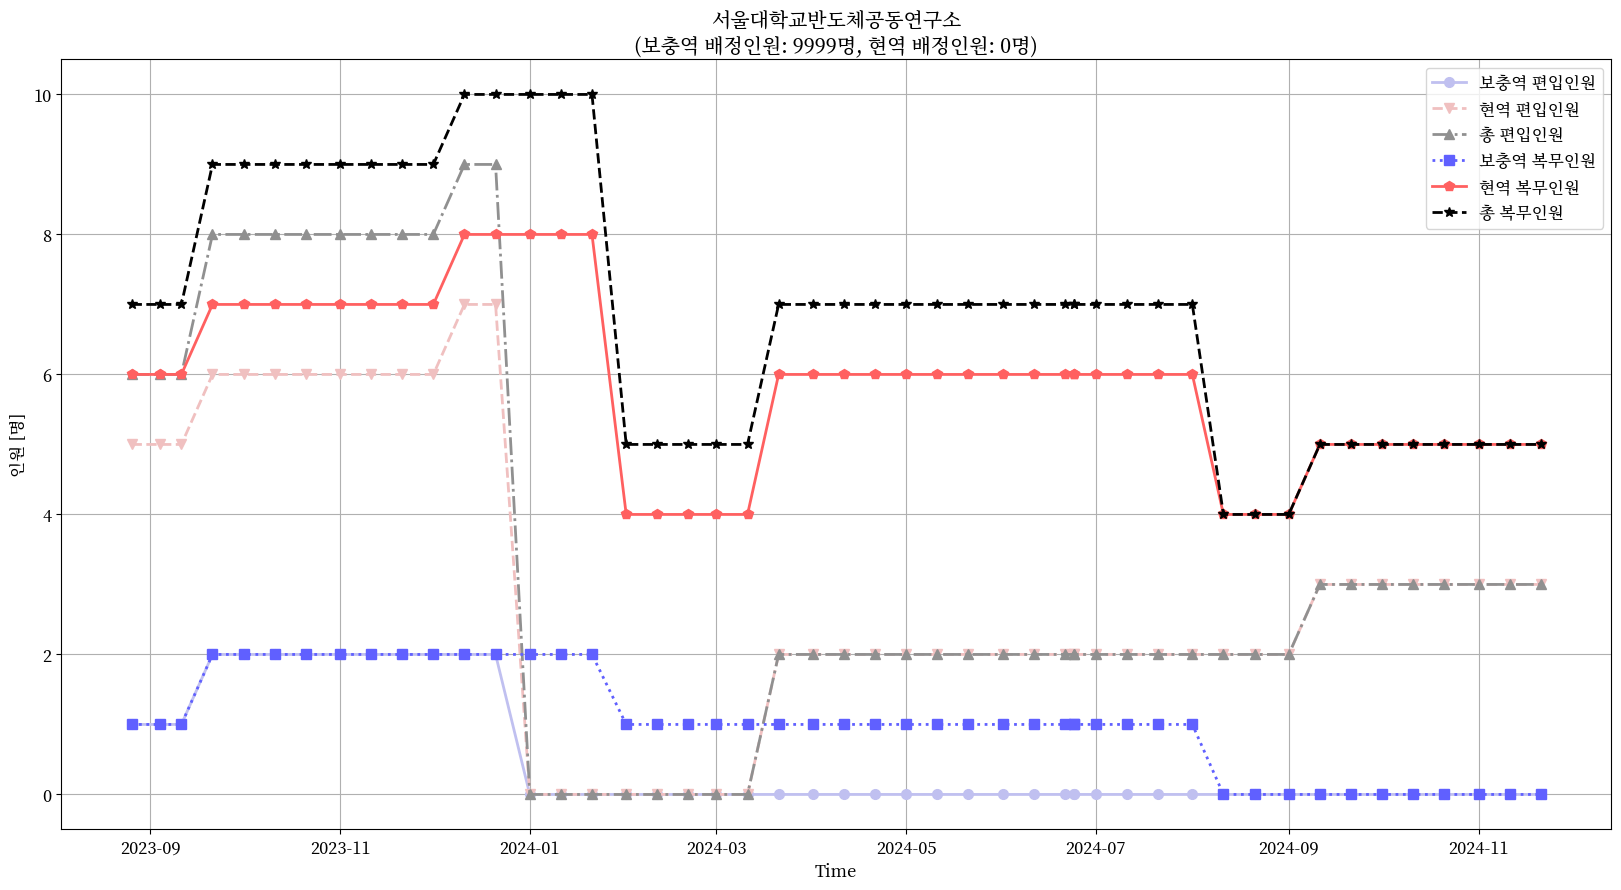 서울대학교반도체공동연구소
(보충역 배정인원: 9999명, 현역 배정인원: 0명)
보충역 편입인원
현역 편입인원
총 편입인원
보충역 복무인원
현역 복무인원
총 복무인원
인원 [명]
10
8
6
4
2
0
2023-09
2023-11
2024-01
2024-03
2024-05
2024-07
2024-09
2024-11
Time